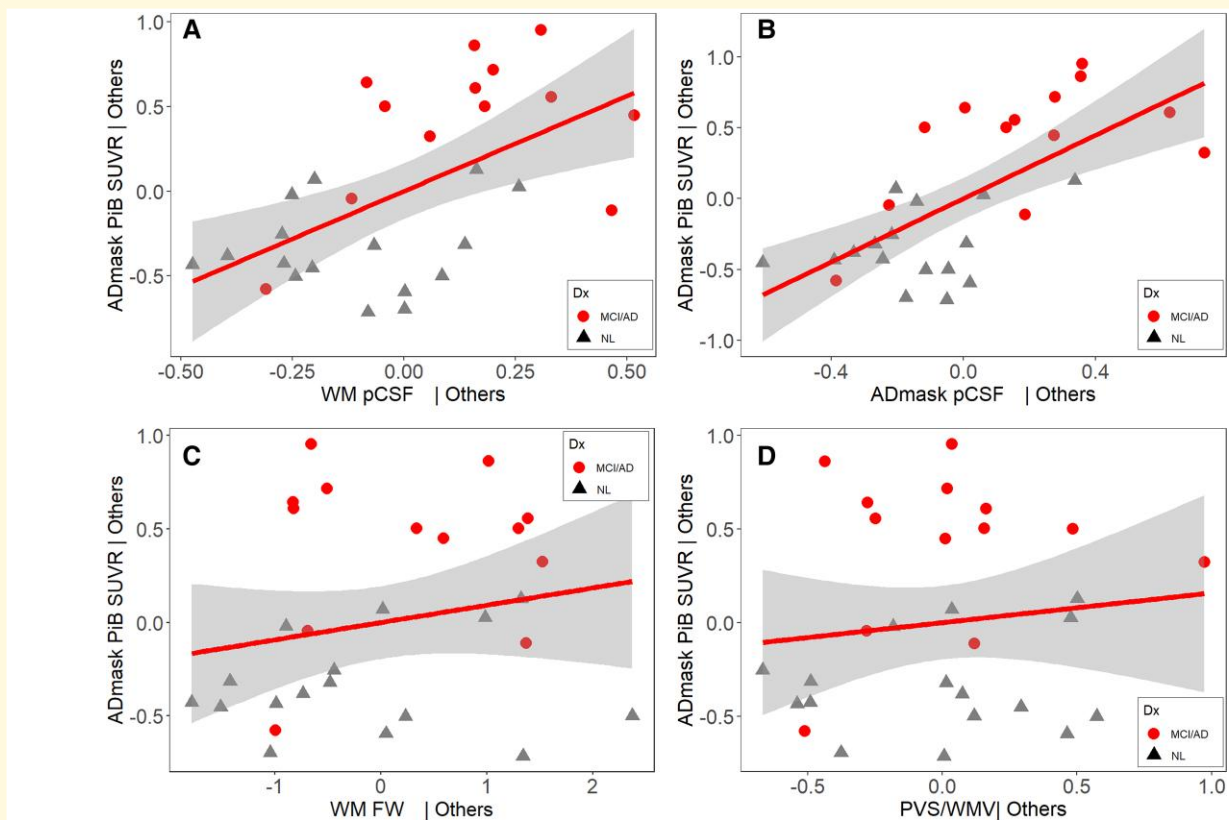 A
ADmask PiB SUVR | Others
1.0
0.5
0.0
-0.5
Dx
MCI/AD
NL
-0.50
-0.25
0.00
0.25
0.50
WM pCSF | Others
B
ADmask PiB SUVR | Others
1.0
0.5
0.0
-0.5
-1.0
Dx
MCI/AD
NL
-0.4
0.0
0.4
ADmask pCSF | Others
C
ADmask PiB SUVR | Others
1.0
0.5
0.0
-0.5
Dx
MCI/AD
NL
-1
0
1
2
WM FW | Others
D
ADmask PiB SUVR | Others
1.0
0.5
0.0
-0.5
Dx
MCI/AD
NL
-0.5
0.0
0.5
1.0
PVS/WMV| Others